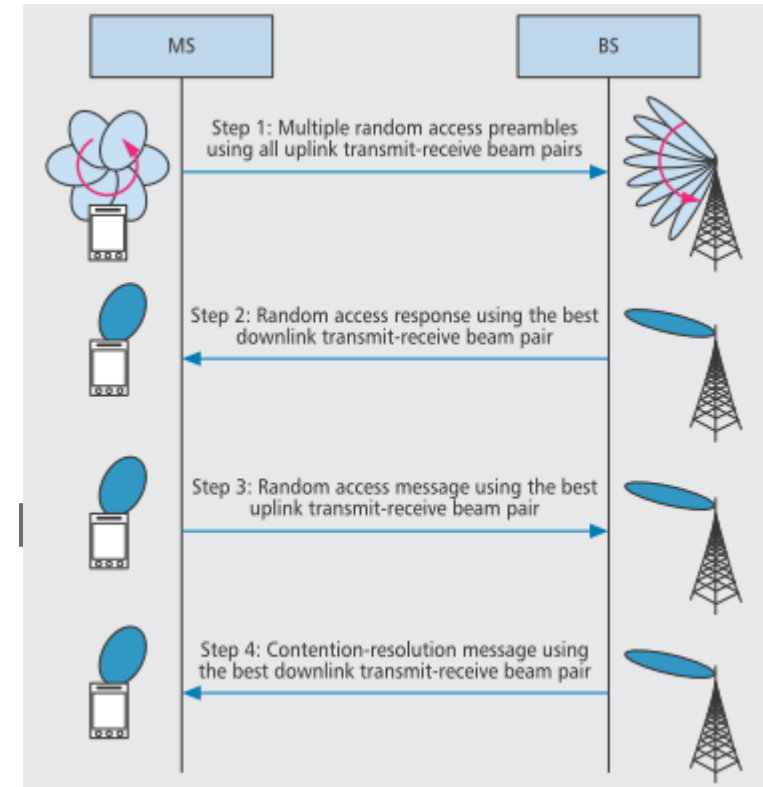 MS
BS
Step 1: Multiple random access preambles
using all uplink transmit-receive beam pairs
Step 2: Random access response using the best
downlink transmit-receive beam pair
Step 3: Random access message using the best
uplink transmit-receive beam pair
Step 4: Contention-resolution message using
the best downlink transmit-receive beam pair